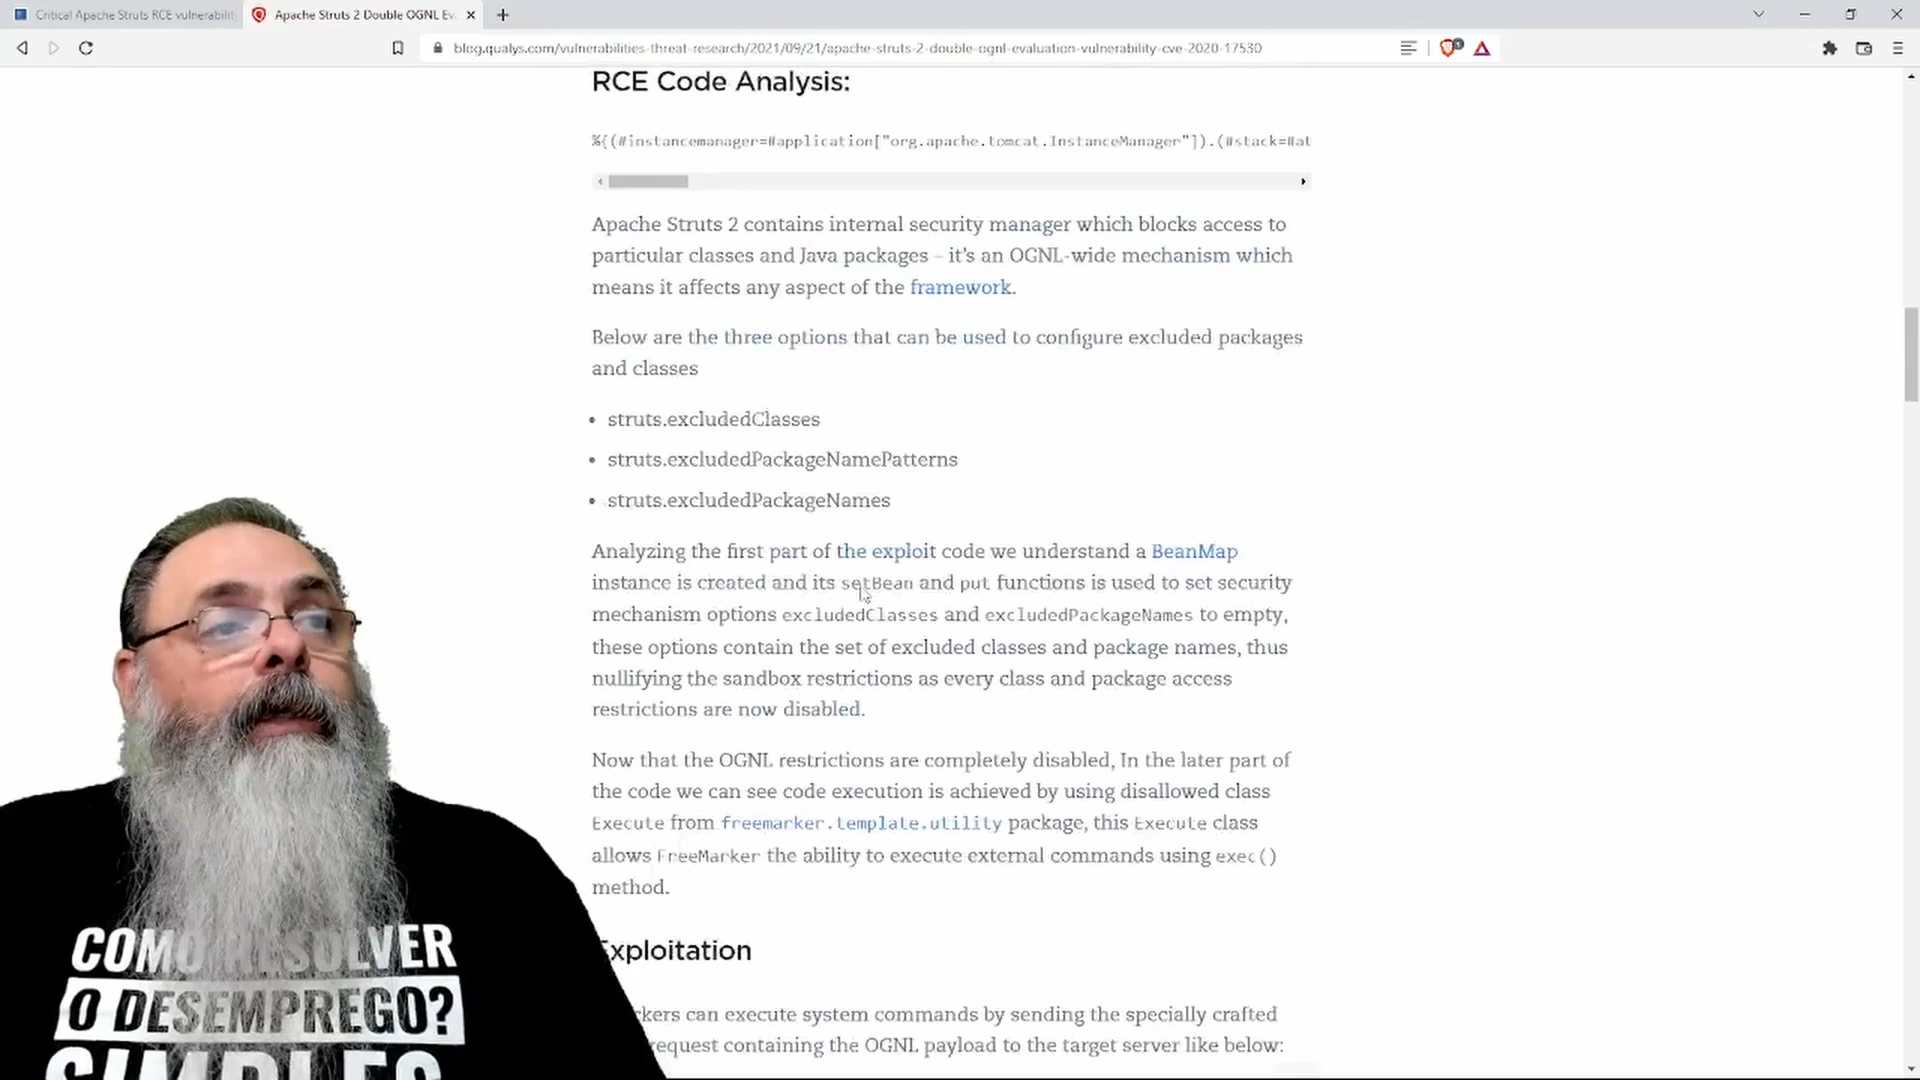 Critical Apache Struts RCE vulnerabilit
Apache Struts 2 Double OGNL Ev
blog.qualys.com/vulnerabilities-threat-research/2021/09/21/apache-struts-2-double-ognl-evaluation-vulnerability-cve-2020-17530
RCE Code Analysis:
%{(#instancemanager=#application["org.apache.tomcat.InstanceManager"]).(#stack=#at
Apache Struts 2 contains internal security manager which blocks access to
particular classes and Java packages – it's an OGNL-wide mechanism which
means it affects any aspect of the framework.
Below are the three options that can be used to configure excluded packages
and classes
• struts.excludedClasses
• struts.excludedPackageNamePatterns
• struts.excludedPackageNames
Analyzing the first part of the exploit code we understand a BeanMap
instance is created and its setBean and put functions is used to set security
mechanism options excludedClasses and excludedPackageNames to empty,
these options contain the set of excluded classes and package names, thus
nullifying the sandbox restrictions as every class and package access
restrictions are now disabled.
Now that the OGNL restrictions are completely disabled, In the later part of
the code we can see code execution is achieved by using disallowed class
Execute from freemarker.template.utility package, this Execute class
allows FreeMarker the ability to execute external commands using exec()
method.
Exploitation
ckers can execute system commands by sending the specially crafted
request containing the OGNL payload to the target server like below:
COMO RESOLVER
O DESEMPREGO?
SIMPLES